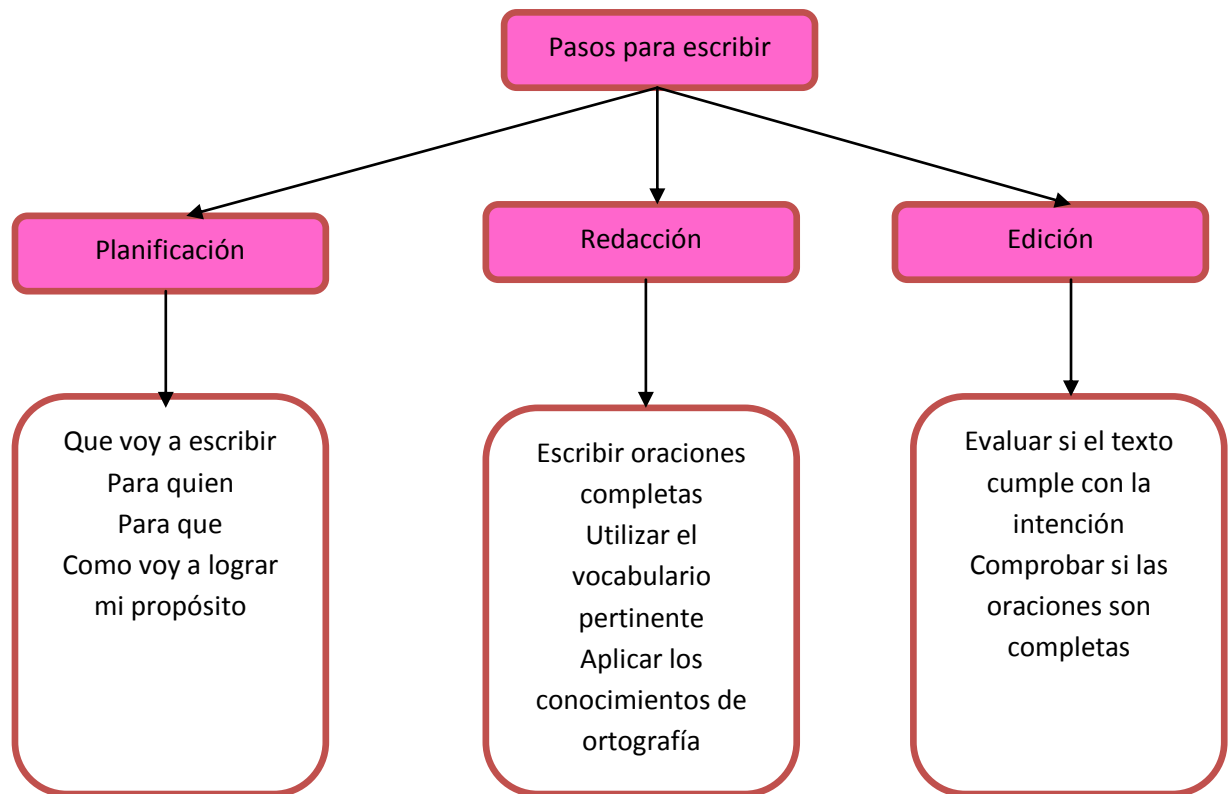 Pasos para escribir
Planificación
Redacción
Edición
Que voy a escribir
Para quien
Para que
Como voy a lograr
mi propósito
Escribir oraciones
completas
Utilizar el
vocabulario
pertinente
Aplicar los
conocimientos de
ortografía
Evaluar si el texto
cumple con la
intención
Comprobar si las
oraciones son
completas